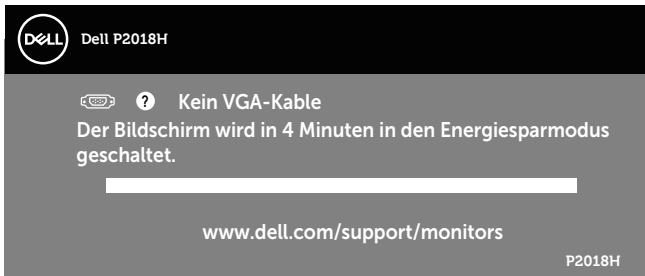 DELL Dell P2018H
? Kein VGA-Kable
Der Bildschirm wird in 4 Minuten in den Energiesparmodus
geschaltet.
www.dell.com/support/monitors
P2018H